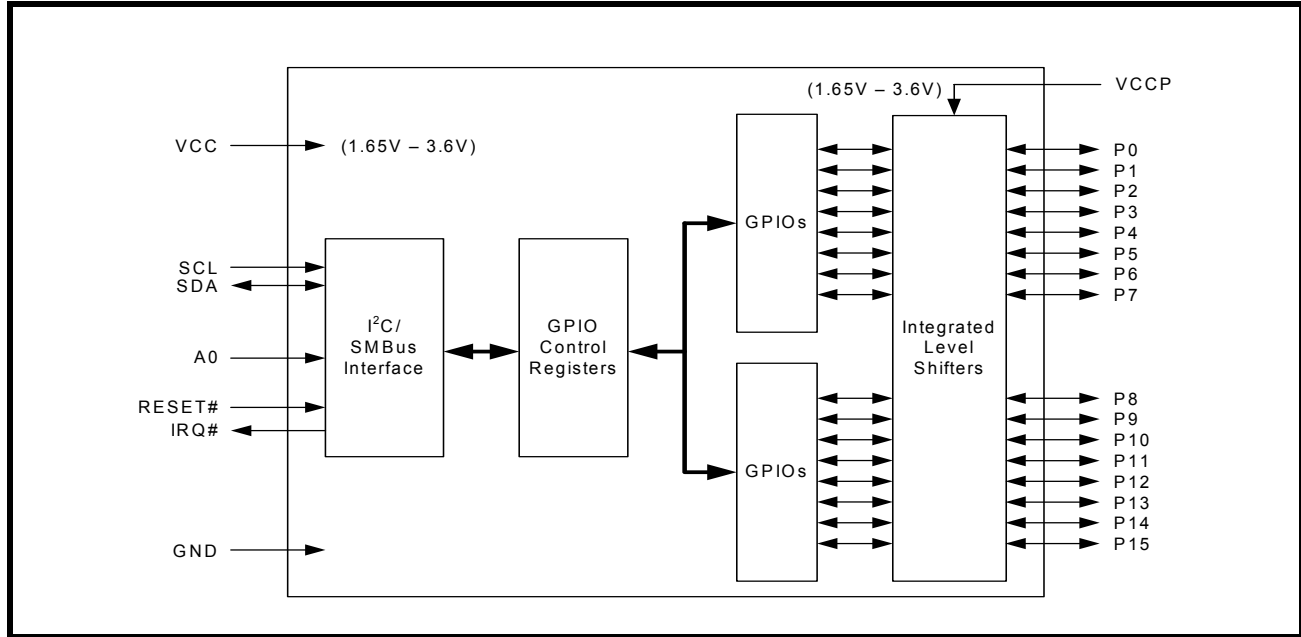 (1.65V – 3.6V)
VCCP
VCC
(1.65V – 3.6V)
SCL
SDA
A0
RESET#
IRQ#
GND
I²C/
SMBus
Interface
GPIO
Control
Registers
GPIOs
GPIOs
Integrated
Level
Shifters
P0
P1
P2
P3
P4
P5
P6
P7
P8
P9
P10
P11
P12
P13
P14
P15